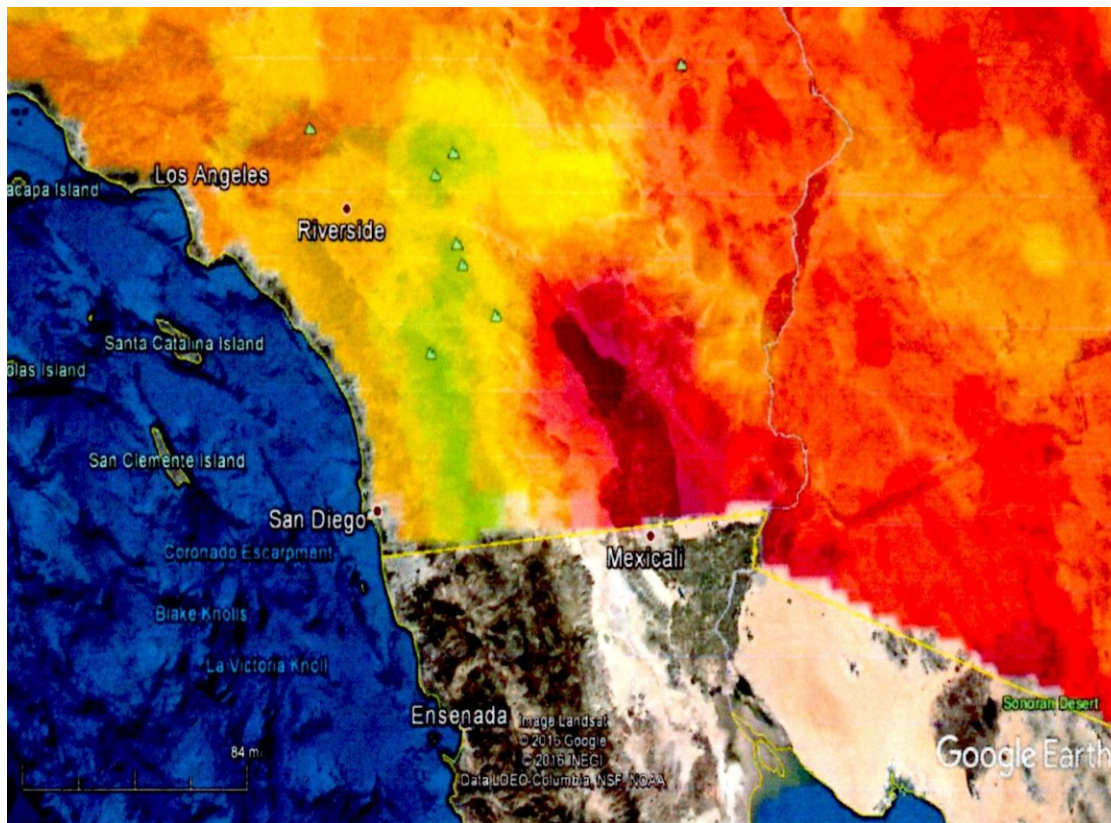 Los Angeles
acapa Island
Riverside
Santa Catalina Island
olas Island
San Clemente Island
San Diego
Coronado Escarpment
Mexicali
Blake Knolls
La Victoria Knoll
Sonoran Desert
Ensenada
Image Landsat
© 2016 Google
© 2016 INEGI
Data LDEO-Columbia, NSF, NOAA
Google Earth
84 mi